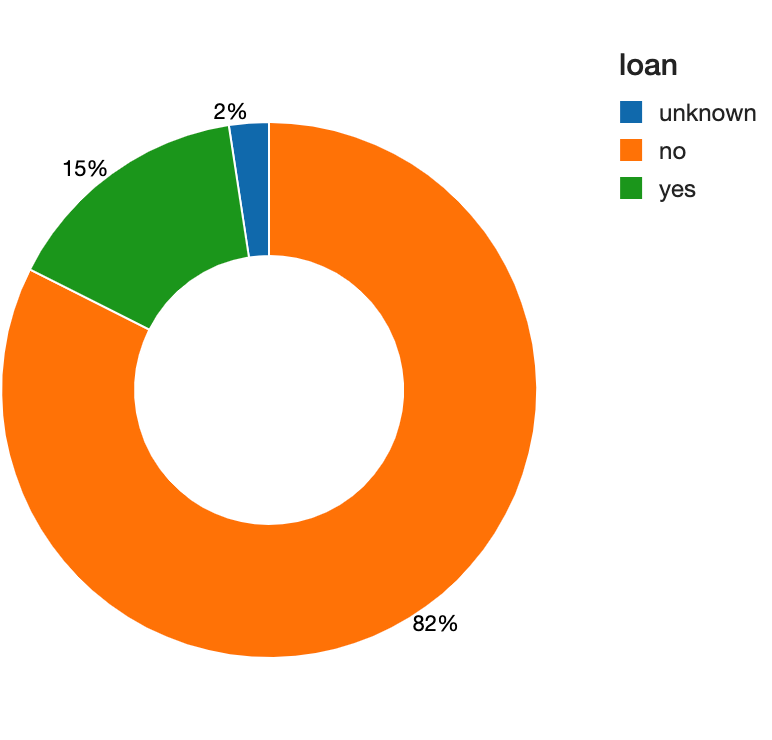 loan
unknown
no
yes
2%
15%
82%